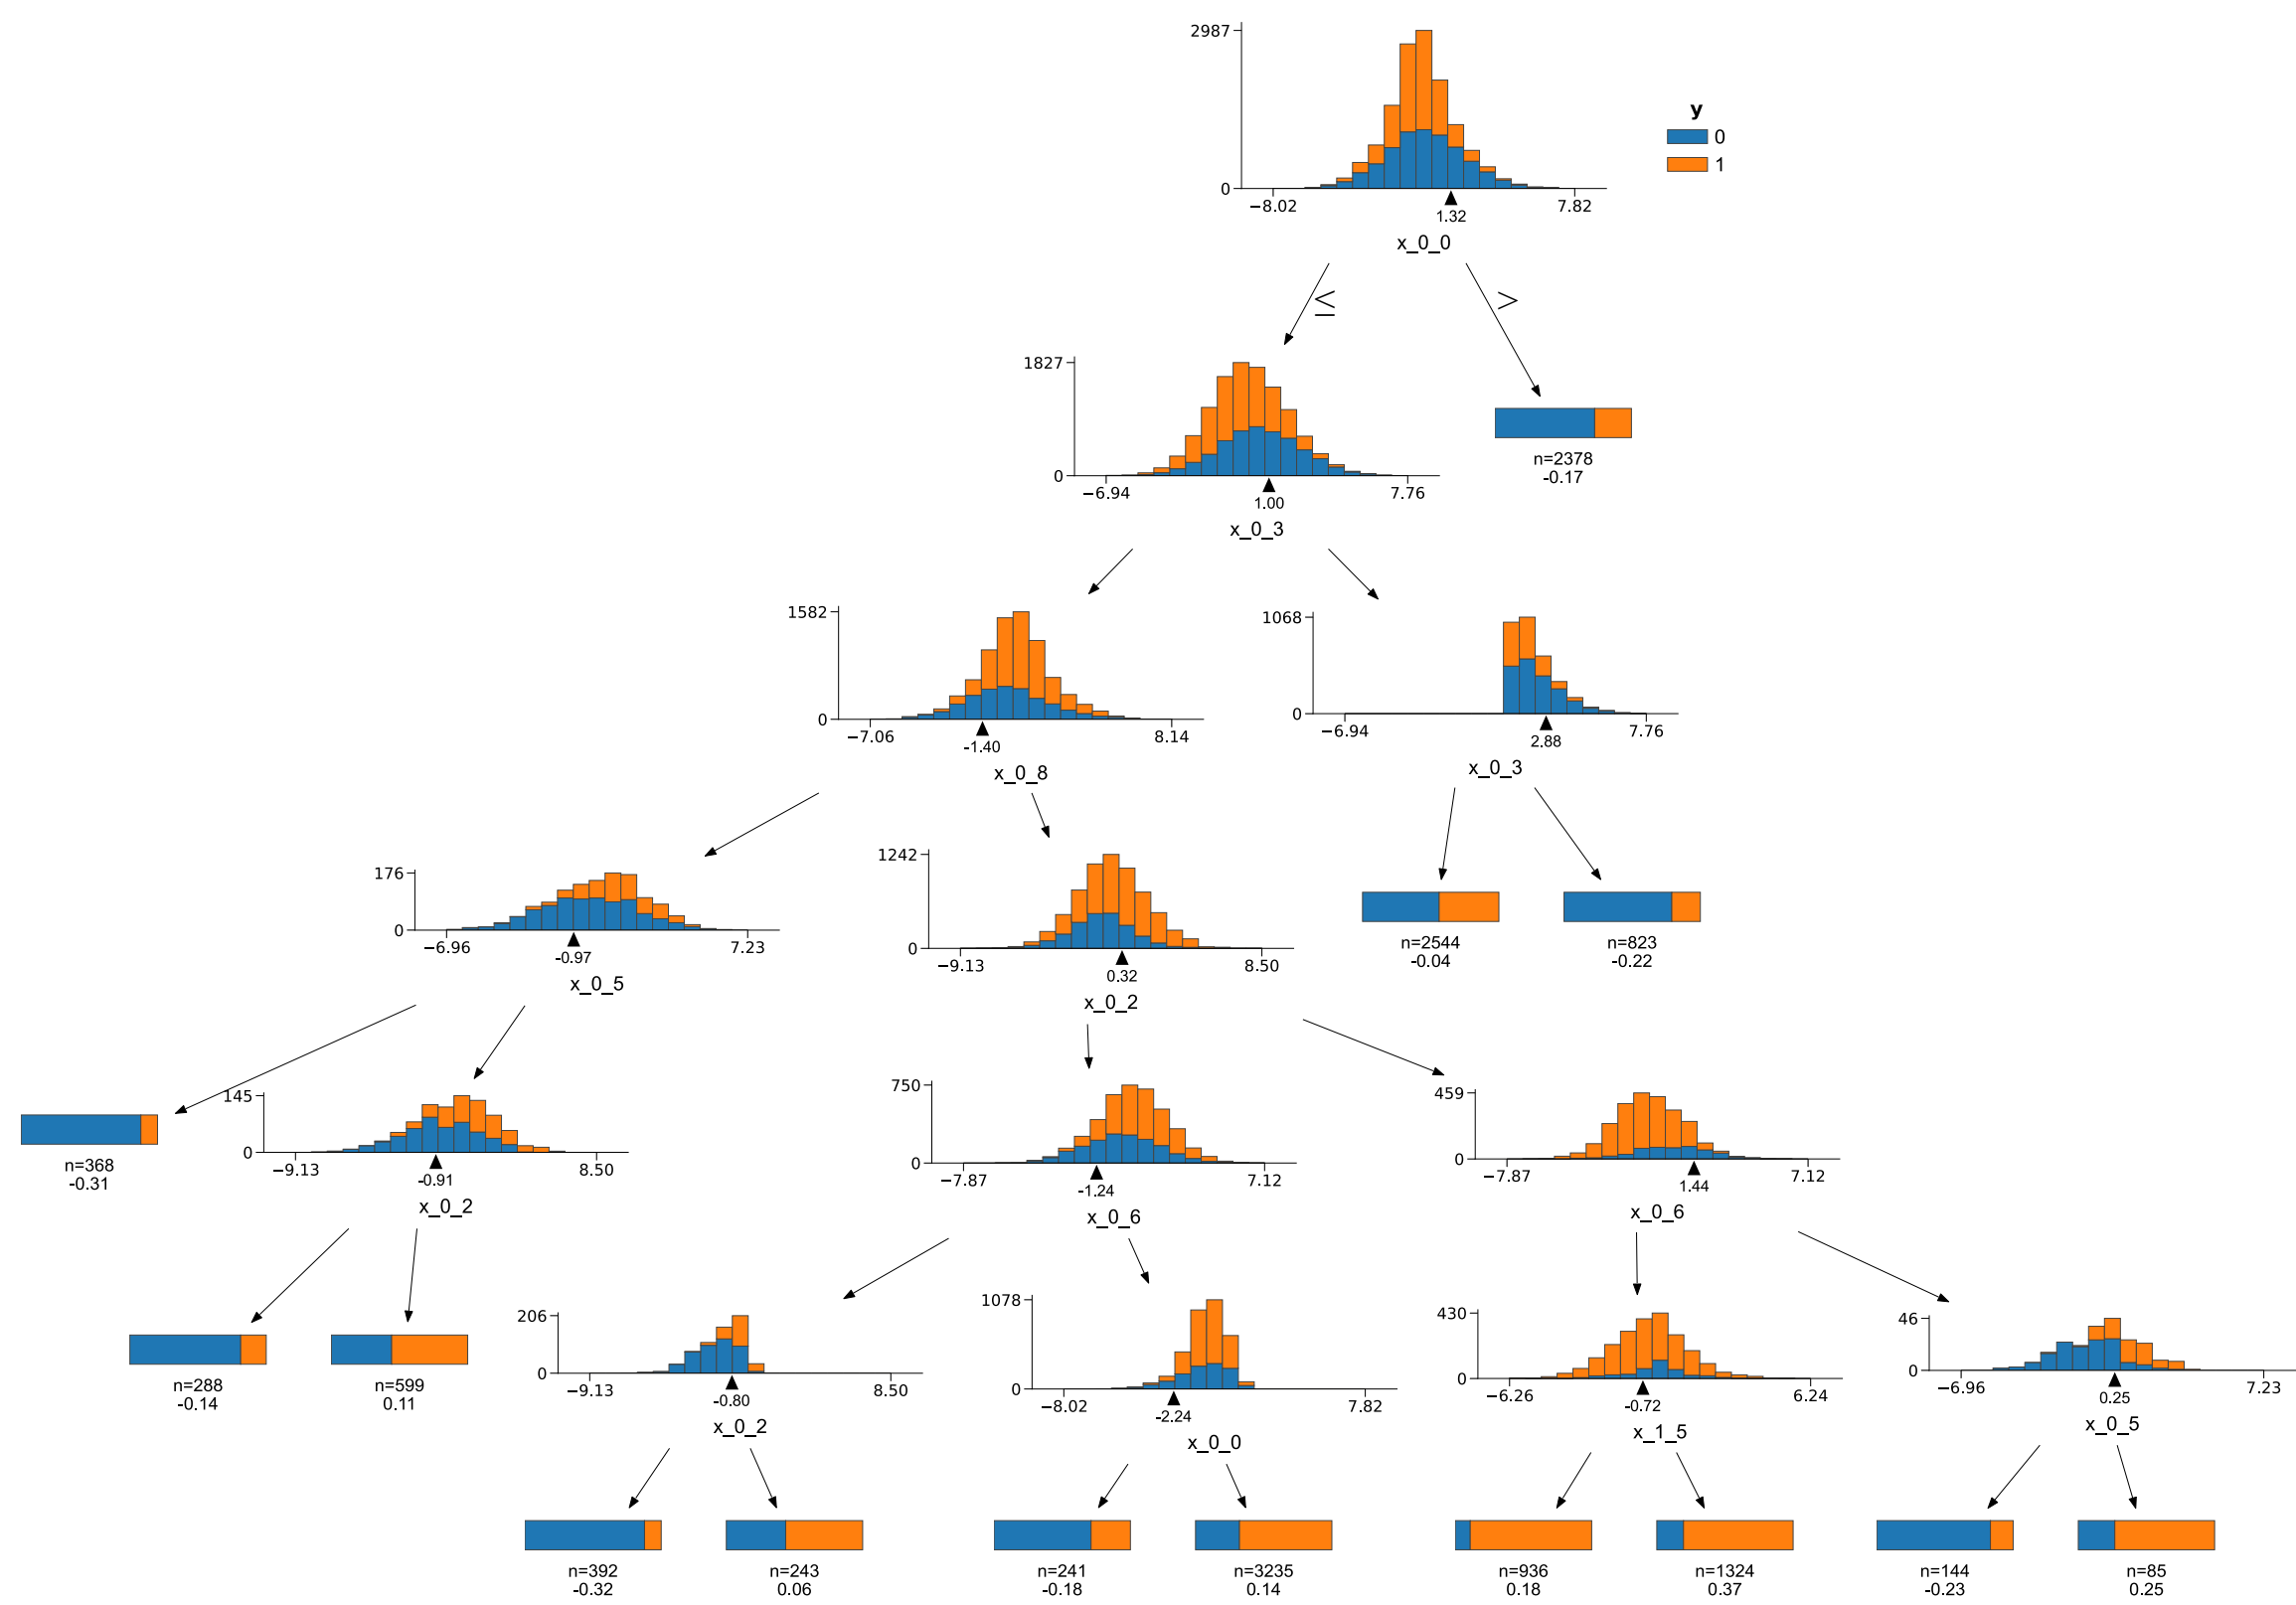 2987
0
−8.02
7.82
1.32
x_0_0
y
0
1
≤
>
1827
0
−6.94
7.76
1.00
x_0_3
n=2378
-0.17
1582
0
−7.06
8.14
-1.40
x_0_8
1068
0
−6.94
7.76
2.88
x_0_3
176
0
−6.96
7.23
-0.97
x_0_5
1242
0
−9.13
8.50
0.32
x_0_2
n=2544
-0.04
n=823
-0.22
n=368
-0.31
145
0
−9.13
8.50
-0.91
x_0_2
750
0
−7.87
7.12
-1.24
x_0_6
459
0
−7.87
7.12
1.44
x_0_6
n=288
-0.14
n=599
0.11
206
0
−9.13
8.50
-0.80
x_0_2
1078
0
−8.02
7.82
-2.24
x_0_0
430
0
−6.26
6.24
-0.72
x_1_5
46
0
−6.96
7.23
0.25
x_0_5
n=392
-0.32
n=243
0.06
n=241
-0.18
n=3235
0.14
n=936
0.18
n=1324
0.37
n=144
-0.23
n=85
0.25